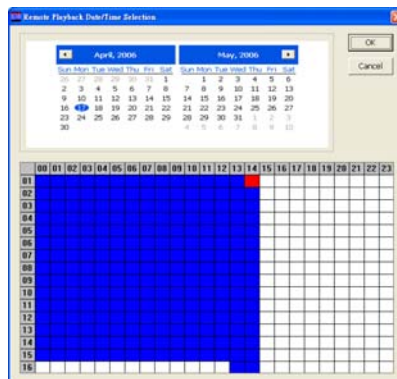 Remote Playback Date/Time Selection
April, 2006 May, 2006
Sun Mon Tue Wed Thu Fri Sat Sun Mon Tue Wed Thu Fri Sat
26 27 28 29 30 31 1 1 2 3 4 5 6
2 3 4 5 6 7 8 7 8 9 10 11 12 13
9 10 11 12 13 14 15 14 15 16 17 18 19 20
16 17 18 19 20 21 22 21 22 23 24 25 26 27
23 24 25 26 27 28 29 28 29 30 31 1 2 3
30 4 5 6 7 8 9 10
OK
Cancel
00 01 02 03 04 05 06 07 08 09 10 11 12 13 14 15 16 17 18 19 20 21 22 23
01
02
03
04
05
06
07
08
09
10
11
12
13
14
15
16